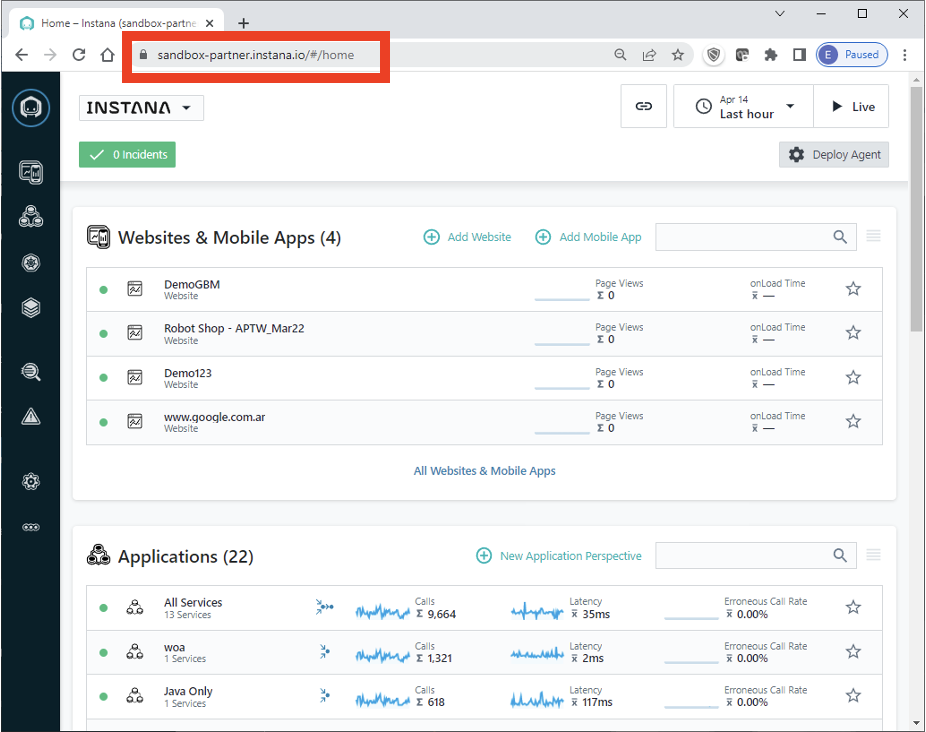 Home – Instana (sandbox-partne
sandbox-partner.instana.io/#/home
E Paused
INSTANA
Apr 14
Last hour
Live
0 Incidents
Deploy Agent
Websites & Mobile Apps (4)
Add Website
Add Mobile App
DemoGBM
Website
Page Views
Σ 0
onLoad Time
x̅ —
Robot Shop - APTW_Mar22
Website
Page Views
Σ 0
onLoad Time
x̅ —
Demo123
Website
Page Views
Σ 0
onLoad Time
x̅ —
www.google.com.ar
Website
Page Views
Σ 0
onLoad Time
x̅ —
All Websites & Mobile Apps
Applications (22)
New Application Perspective
All Services
13 Services
Calls
Σ 9,664
Latency
x̅ 35ms
Erroneous Call Rate
x̅ 0.00%
woa
1 Services
Calls
Σ 1,321
Latency
x̅ 2ms
Erroneous Call Rate
x̅ 0.00%
Java Only
1 Services
Calls
Σ 618
Latency
x̅ 117ms
Erroneous Call Rate
x̅ 0.00%